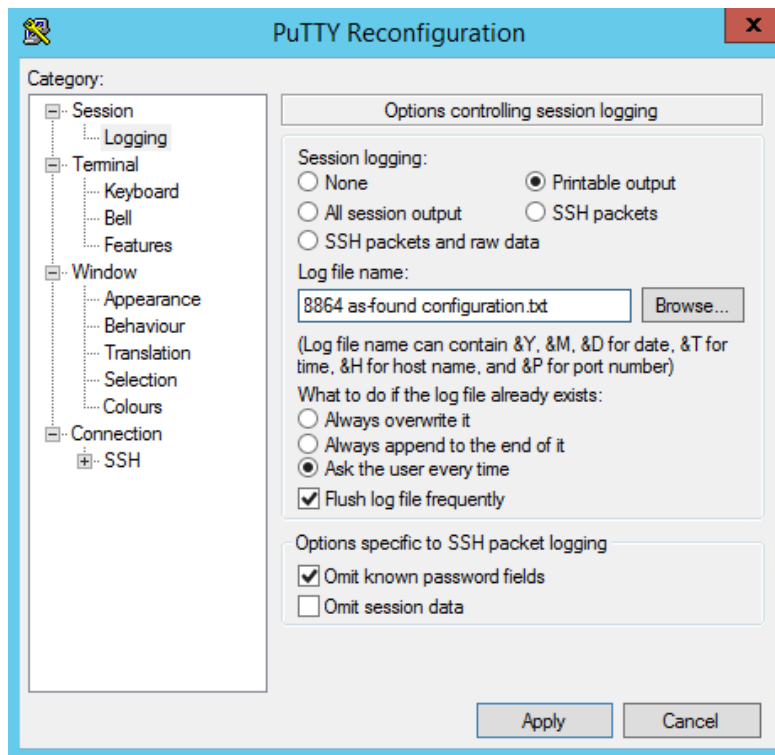 PuTTY Reconfiguration
x
Category:
Session
Logging
Terminal
Keyboard
Bell
Features
Window
Appearance
Behaviour
Translation
Selection
Colours
Connection
SSH
Options controlling session logging
Session logging:
None
Printable output
All session output
SSH packets
SSH packets and raw data
Log file name:
8864 as-found configuration.txt
Browse...
(Log file name can contain &Y, &M, &D for date, &T for
time, &H for host name, and &P for port number)
What to do if the log file already exists:
Always overwrite it
Always append to the end of it
Ask the user every time
Flush log file frequently
Options specific to SSH packet logging
Omit known password fields
Omit session data
Apply
Cancel